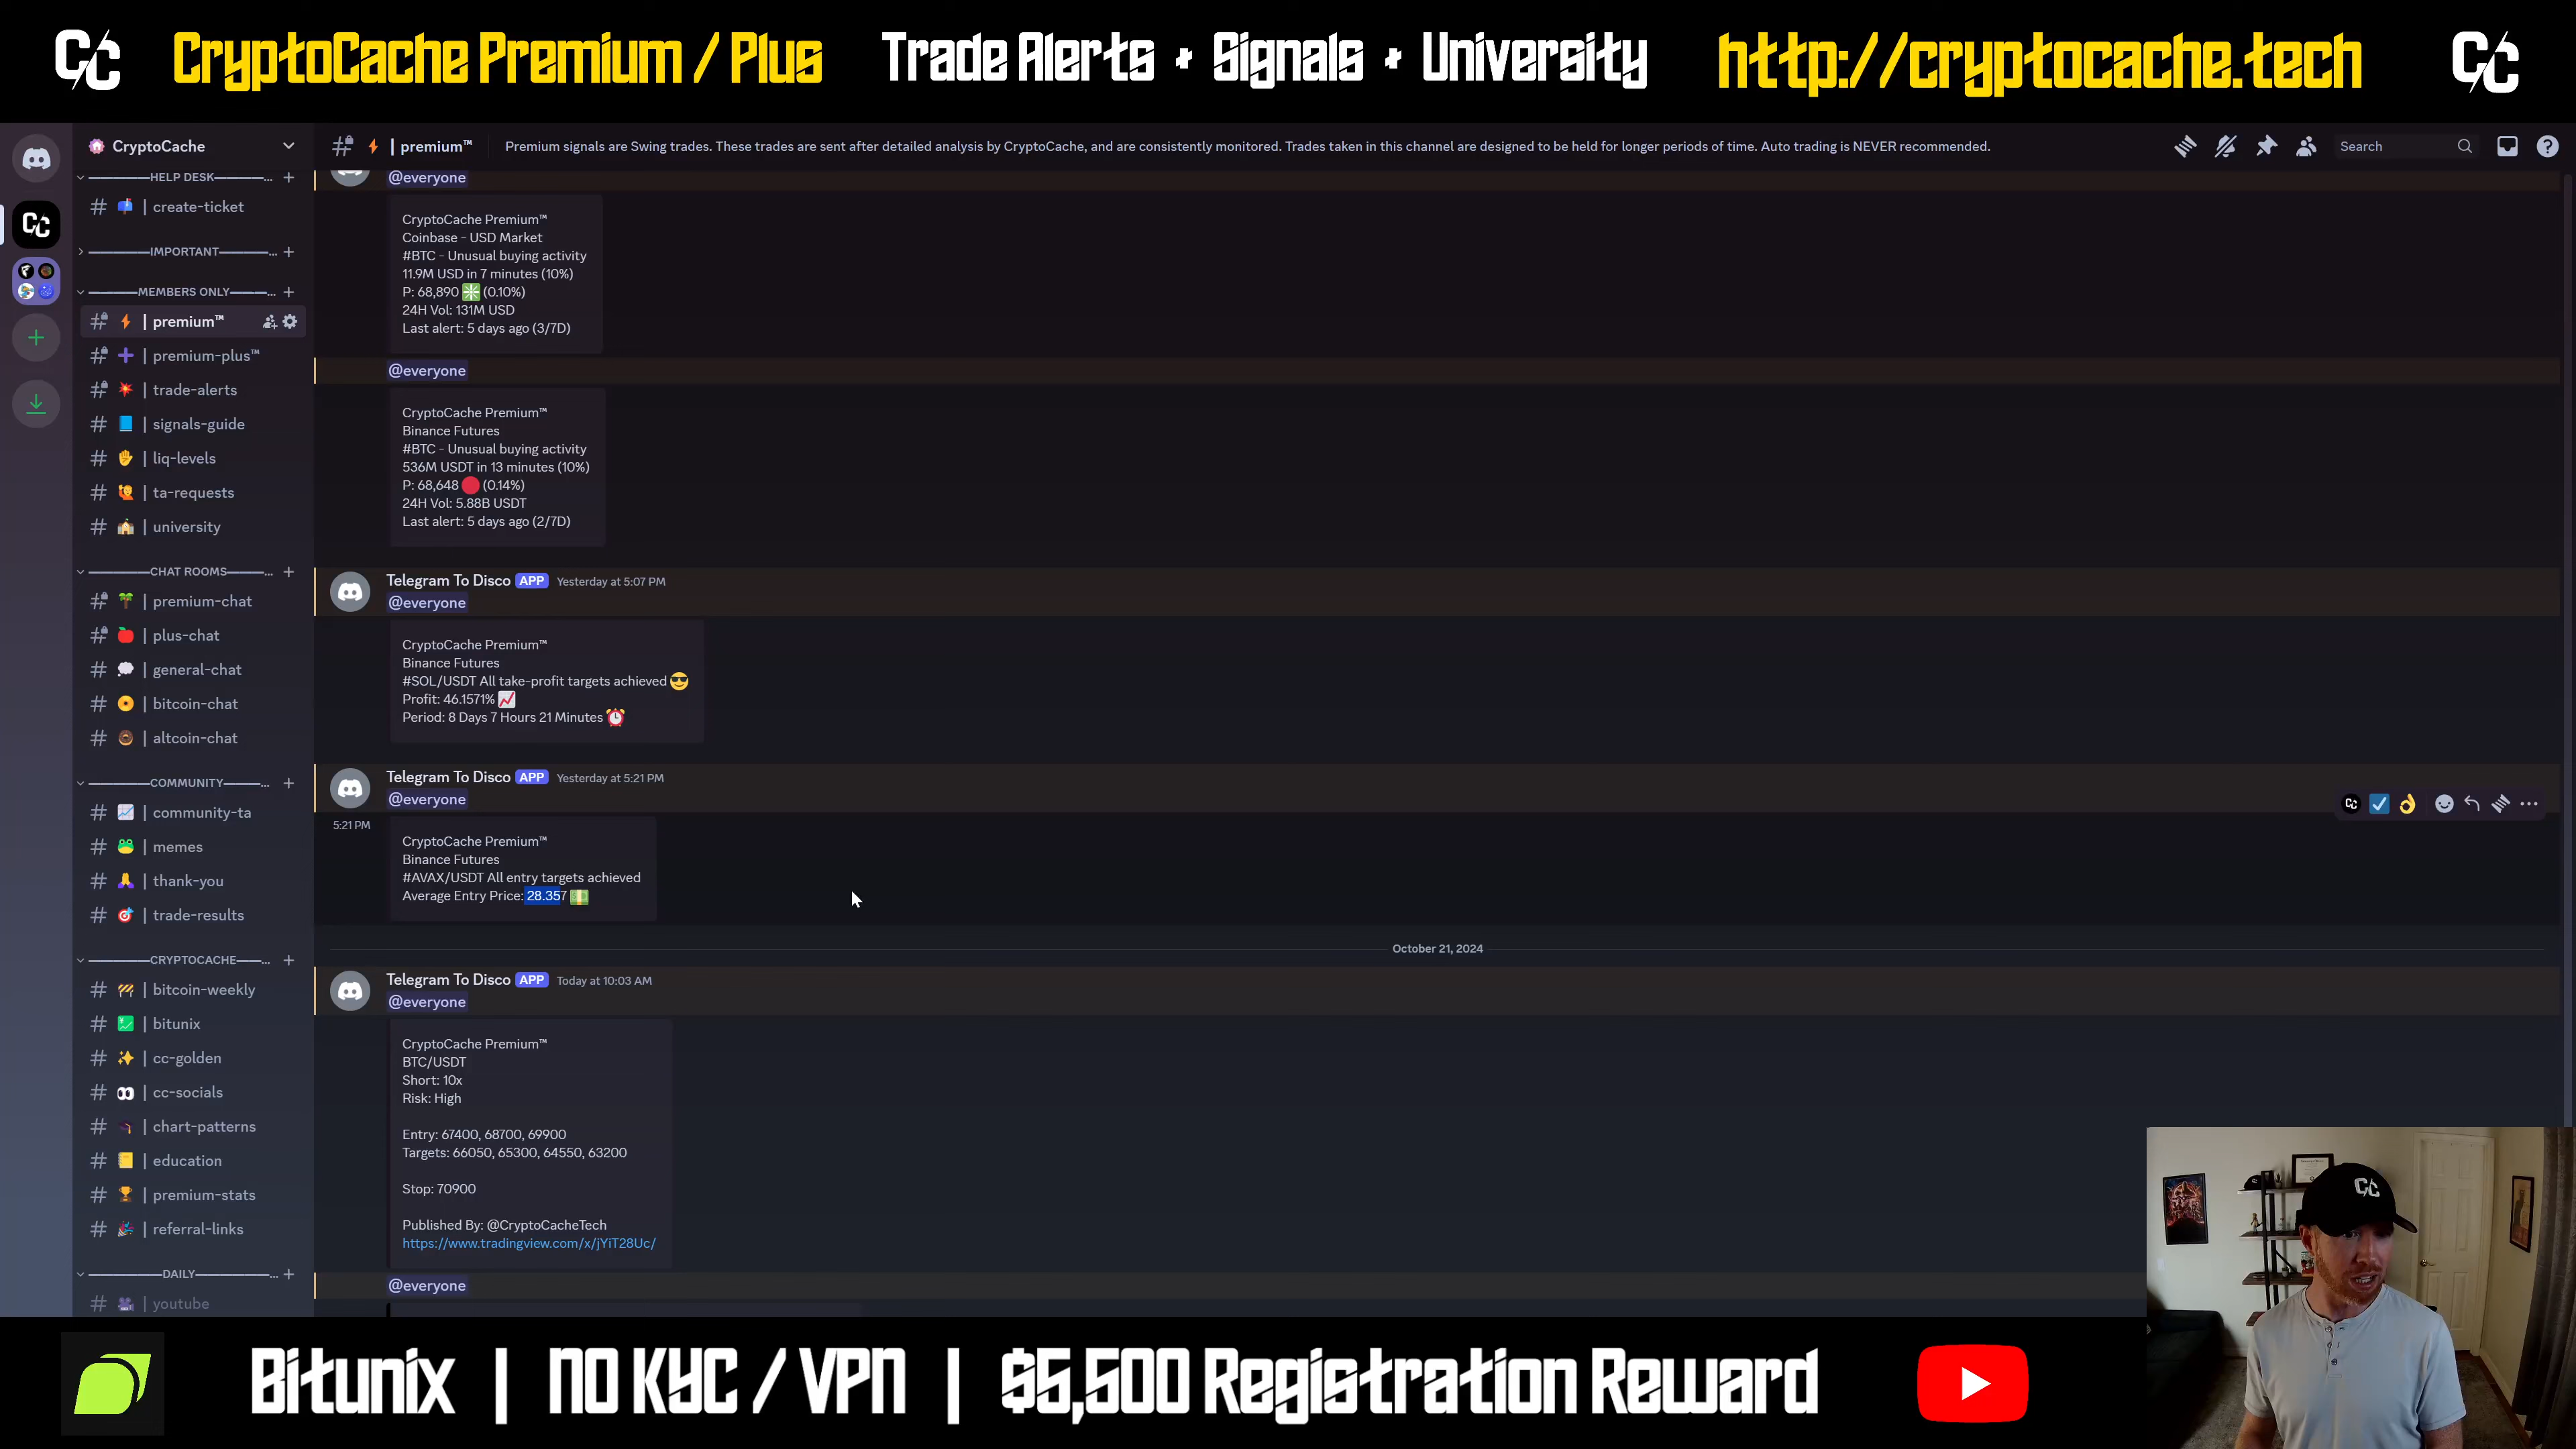 CC CryptoCache Premium / Plus Trade Alerts + Signals + University http://cryptocache.tech CC
CryptoCache
HELP DESK
# | create-ticket
IMPORTANT
MEMBERS ONLY
# | premium™
# | premium-plus™
# | trade-alerts
# | signals-guide
# | liq-levels
# | ta-requests
# | university
CHAT ROOMS
# | premium-chat
# | plus-chat
# | general-chat
# | bitcoin-chat
# | altcoin-chat
COMMUNITY
# | community-ta
# | memes
# | thank-you
# | trade-results
CRYPTOCACHE
# | bitcoin-weekly
# | bitunix
# | cc-golden
# | cc-socials
# | chart-patterns
# | education
# | premium-stats
# | referral-links
DAILY
# | youtube
# | premium™ Premium signals are Swing trades. These trades are sent after detailed analysis by CryptoCache, and are consistently monitored. Trades taken in this channel are designed to be held for longer periods of time. Auto trading is NEVER recommended. Search
@everyone
CryptoCache Premium™
Coinbase - USD Market
#BTC - Unusual buying activity
11.9M USD in 7 minutes (10%)
P: 68,890 ❇️ (0.10%)
24H Vol: 131M USD
Last alert: 5 days ago (3/7D)
@everyone
CryptoCache Premium™
Binance Futures
#BTC - Unusual buying activity
536M USDT in 13 minutes (10%)
P: 68,648 🔴 (0.14%)
24H Vol: 5.88B USDT
Last alert: 5 days ago (2/7D)
Telegram To Disco APP Yesterday at 5:07 PM
@everyone
CryptoCache Premium™
Binance Futures
#SOL/USDT All take-profit targets achieved 😎
Profit: 46.1571% 📈
Period: 8 Days 7 Hours 21 Minutes ⏰
Telegram To Disco APP Yesterday at 5:21 PM
@everyone
5:21 PM
CryptoCache Premium™
Binance Futures
#AVAX/USDT All entry targets achieved
Average Entry Price: 28.357 💵
October 21, 2024
Telegram To Disco APP Today at 10:03 AM
@everyone
CryptoCache Premium™
BTC/USDT
Short: 10x
Risk: High
Entry: 67400, 68700, 69900
Targets: 66050, 65300, 64550, 63200
Stop: 70900
Published By: @CryptoCacheTech
https://www.tradingview.com/x/jYiT28Uc/
@everyone
CC
Bitunix | NO KYC / VPN | $5,500 Registration Reward